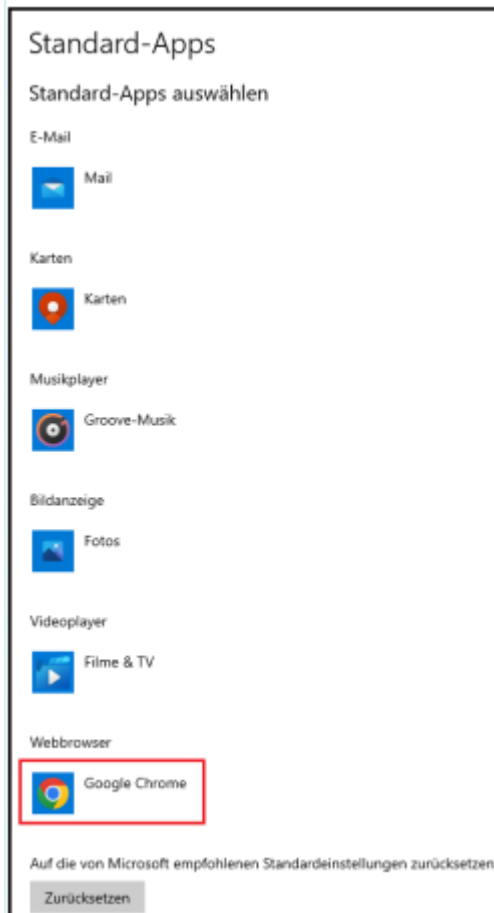 Standard-Apps
Standard-Apps auswählen
E-Mail
Mail
Karten
Karten
Musikplayer
Groove-Musik
Bildanzeige
Fotos
Videoplayer
Filme & TV
Webbrowser
Google Chrome
Auf die von Microsoft empfohlenen Standardeinstellungen zurücksetzen
Zurücksetzen